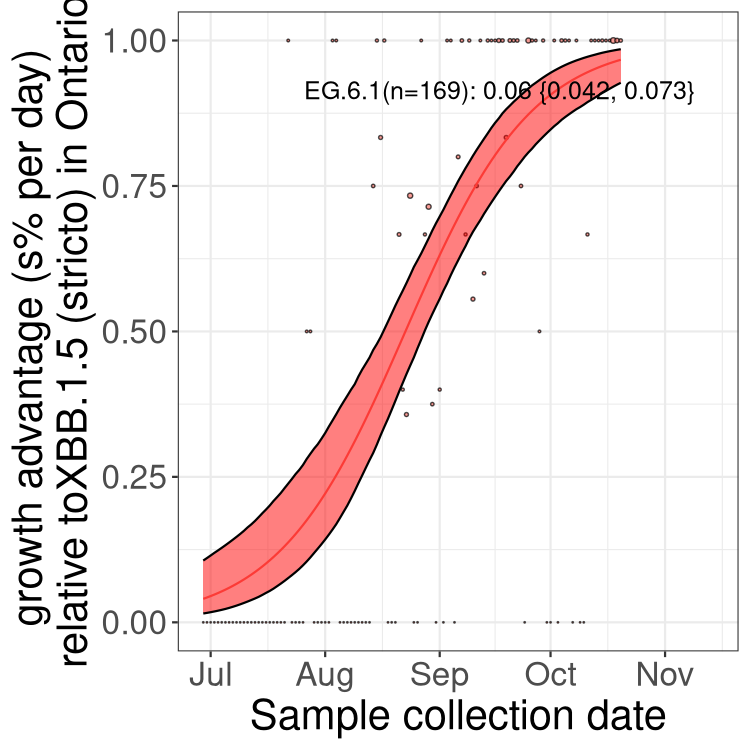 growth advantage (s% per day)
relative toXBB.1.5 (stricto) in Ontario
1.00
0.75
0.50
0.25
0.00
EG.6.1(n=169): 0.06 {0.042, 0.073}
Jul Aug Sep Oct Nov
Sample collection date